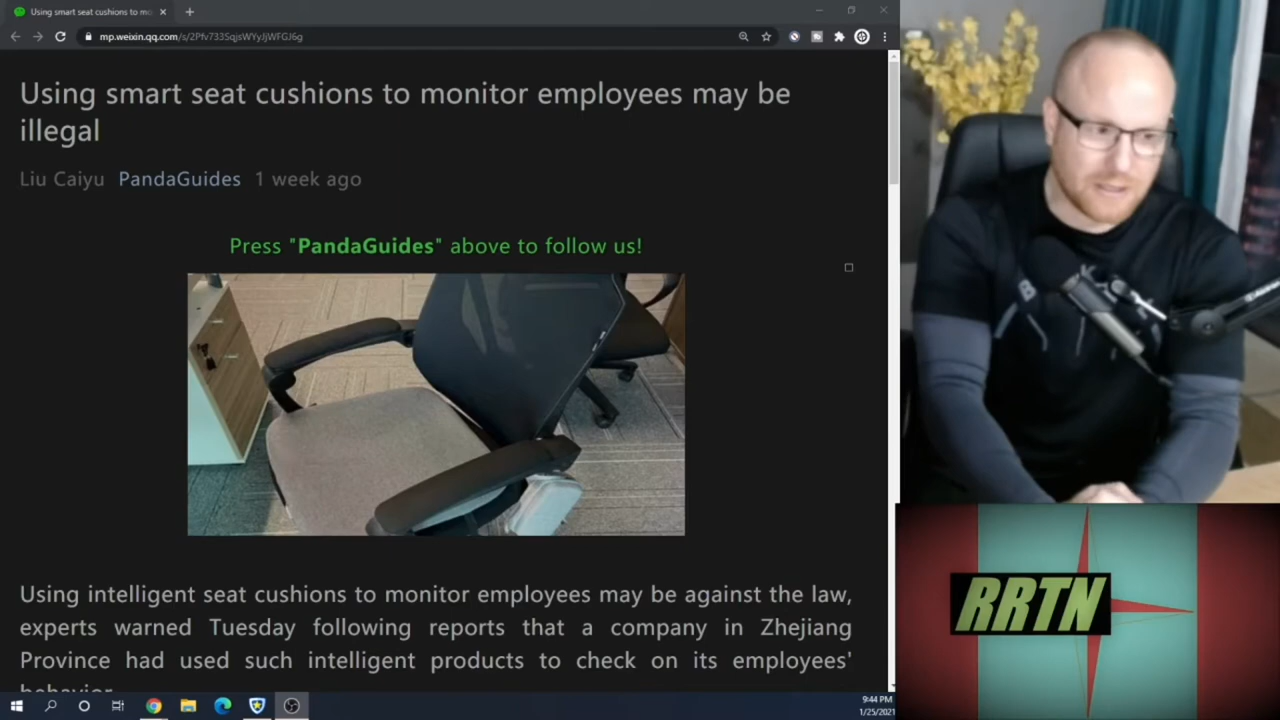 Using smart seat cushions to mo
mp.weixin.qq.com/s/2Pfv733SqjsWYyJjWFGJ6g
Using smart seat cushions to monitor employees may be
illegal
Liu Caiyu PandaGuides 1 week ago
Press "PandaGuides" above to follow us!
Using intelligent seat cushions to monitor employees may be against the law,
experts warned Tuesday following reports that a company in Zhejiang
Province had used such intelligent products to check on its employees'
behavior
RRTN
9:44 PM
1/25/2021